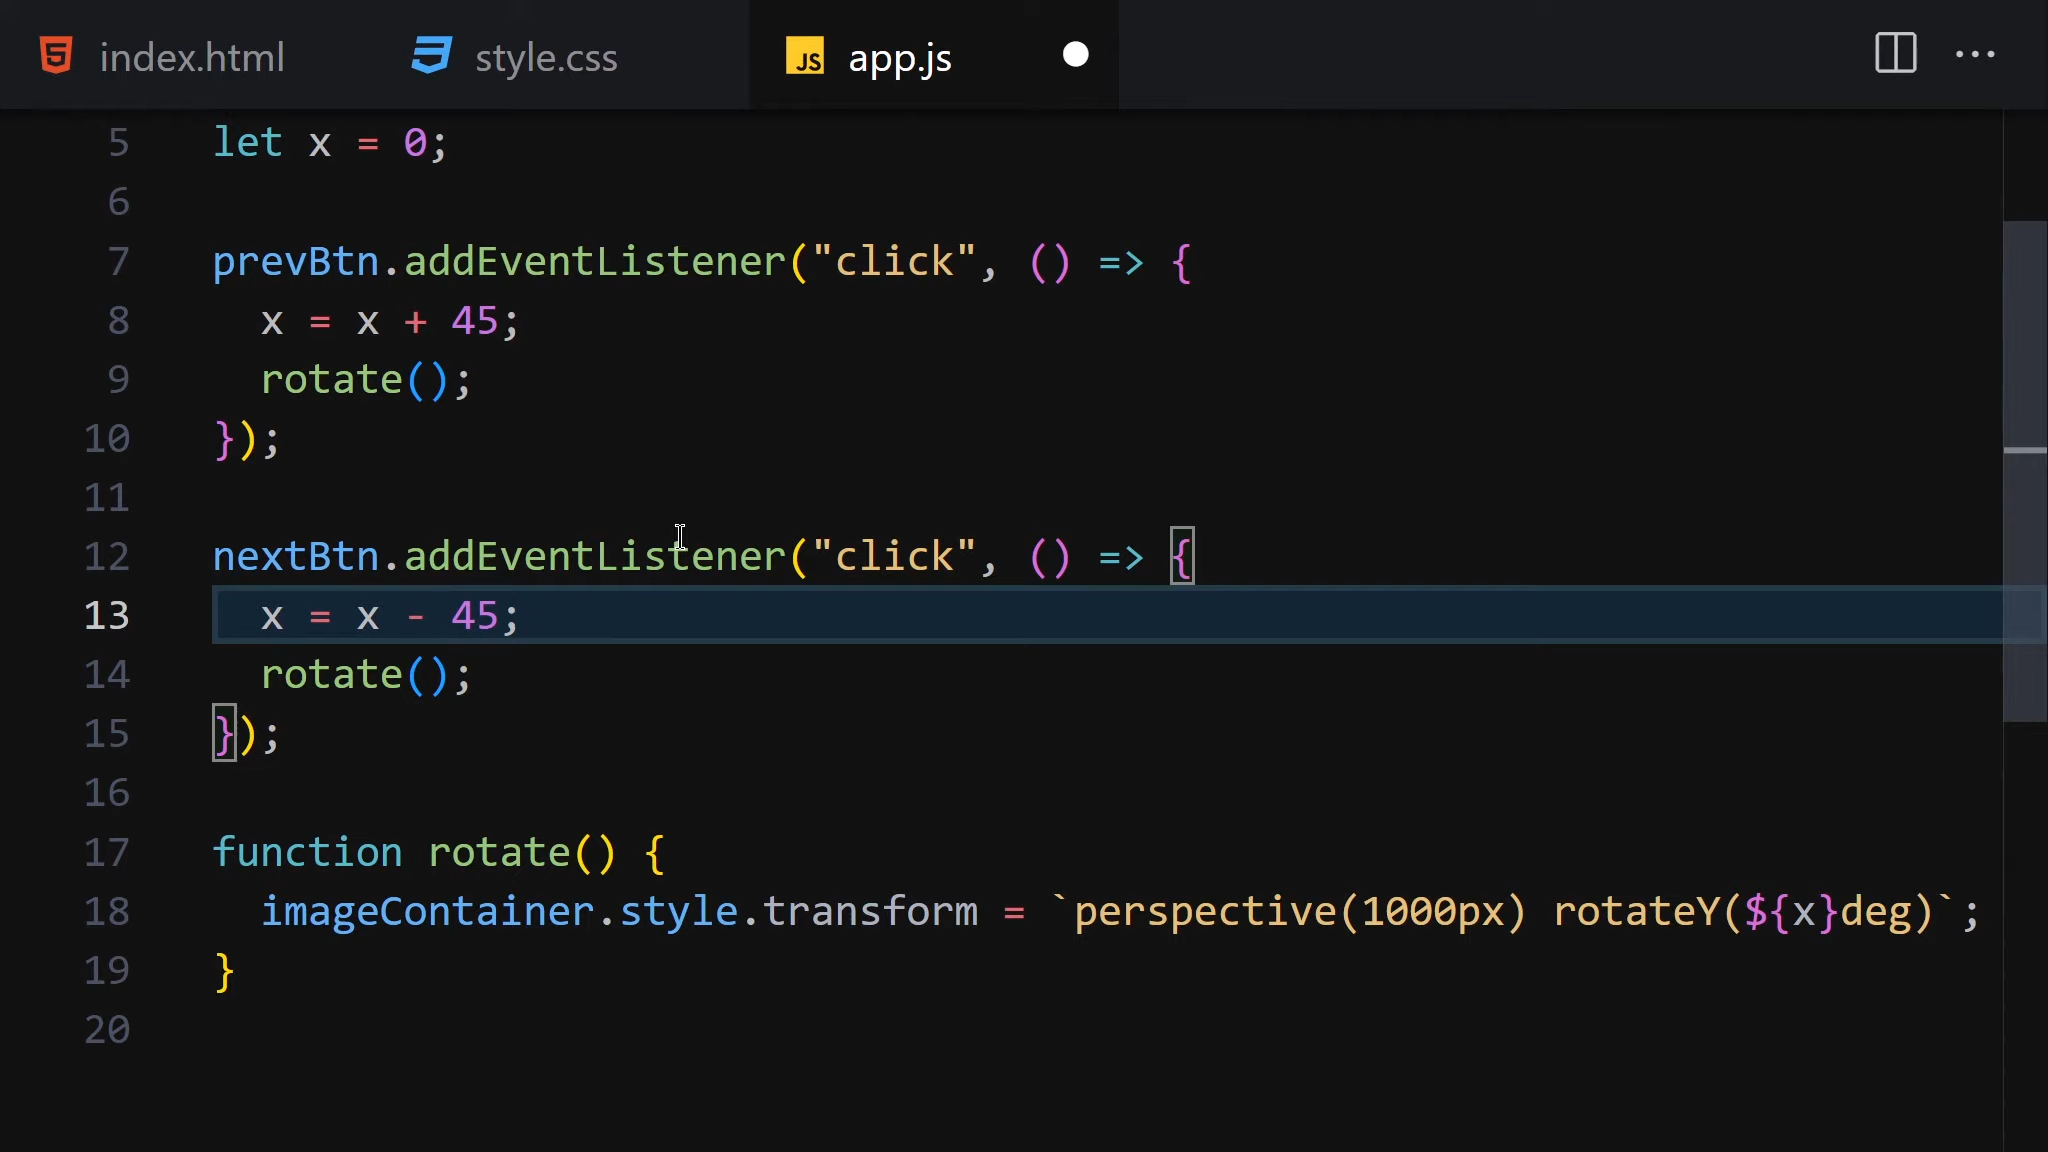 index.html style.css JS app.js
5 let x = 0;
6
7 prevBtn.addEventListener("click", () => {
8 x = x + 45;
9 rotate();
10 });
11
12 nextBtn.addEventListener("click", () => {
13 x = x - 45;
14 rotate();
15 });
16
17 function rotate() {
18 imageContainer.style.transform = `perspective(1000px) rotateY(${x}deg)`;
19 }
20